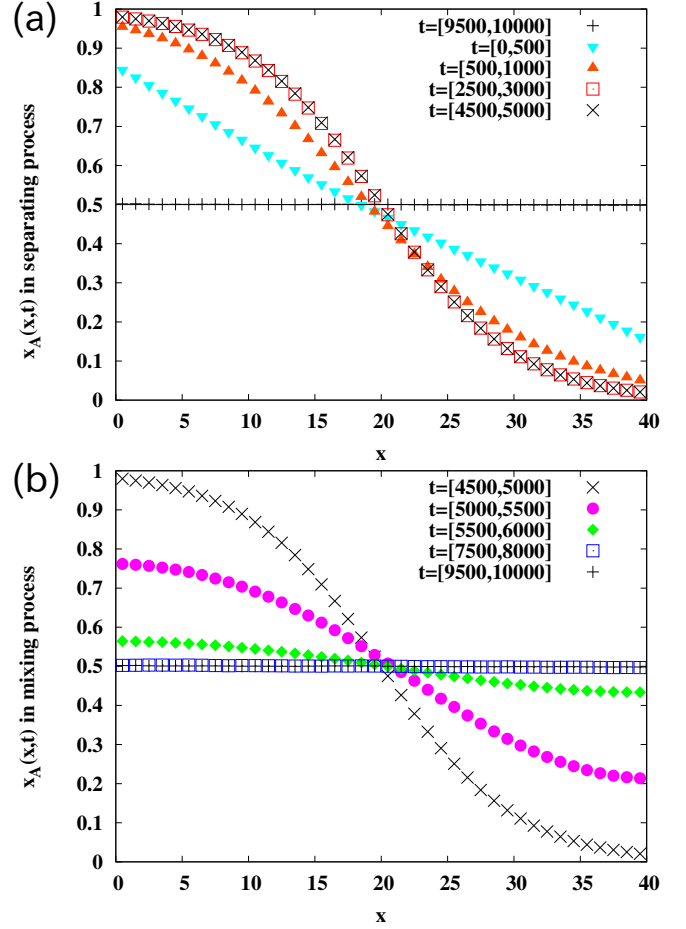 (a)
x_A(x,t) in separating process
1
0.9
0.8
0.7
0.6
0.5
0.4
0.3
0.2
0.1
0
t=[9500,10000]
t=[0,500]
t=[500,1000]
t=[2500,3000]
t=[4500,5000]
0 5 10 15 20 25 30 35 40
x
(b)
x_A(x,t) in mixing process
1
0.9
0.8
0.7
0.6
0.5
0.4
0.3
0.2
0.1
0
t=[4500,5000]
t=[5000,5500]
t=[5500,6000]
t=[7500,8000]
t=[9500,10000]
0 5 10 15 20 25 30 35 40
x